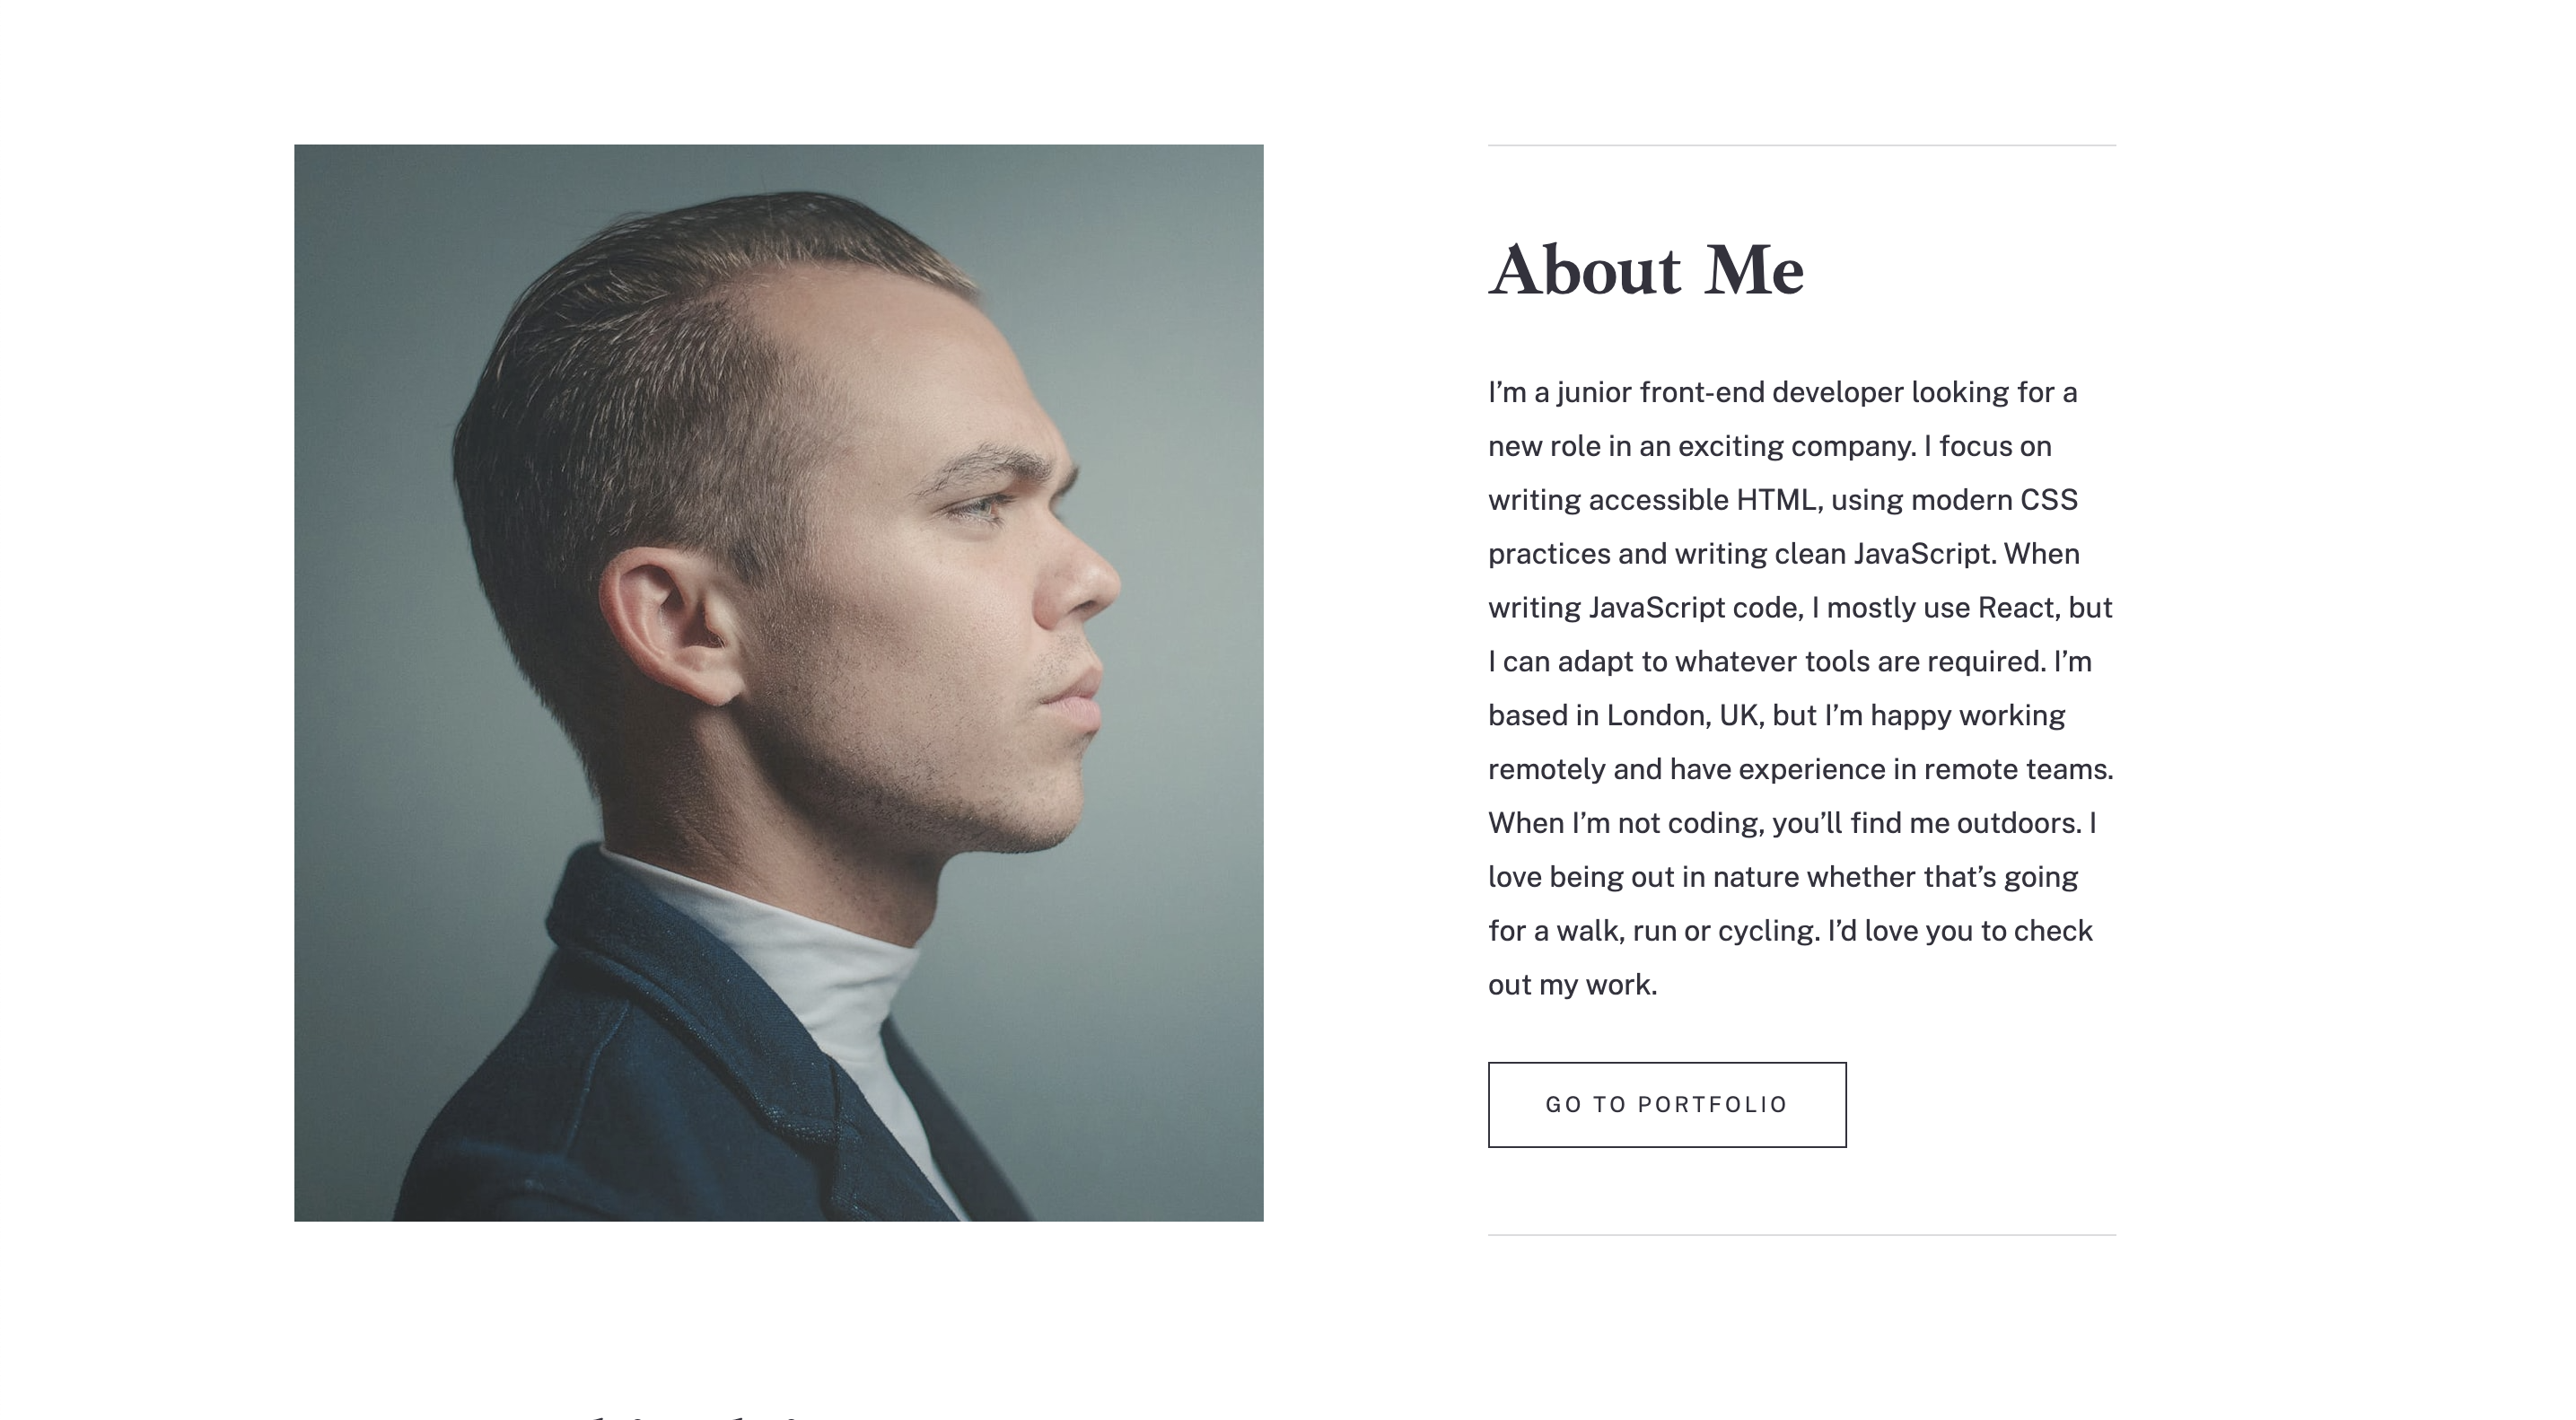 About Me
I’m a junior front-end developer looking for a
new role in an exciting company. I focus on
writing accessible HTML, using modern CSS
practices and writing clean JavaScript. When
writing JavaScript code, I mostly use React, but
I can adapt to whatever tools are required. I’m
based in London, UK, but I’m happy working
remotely and have experience in remote teams.
When I’m not coding, you’ll find me outdoors. I
love being out in nature whether that’s going
for a walk, run or cycling. I’d love you to check
out my work.
GO TO PORTFOLIO